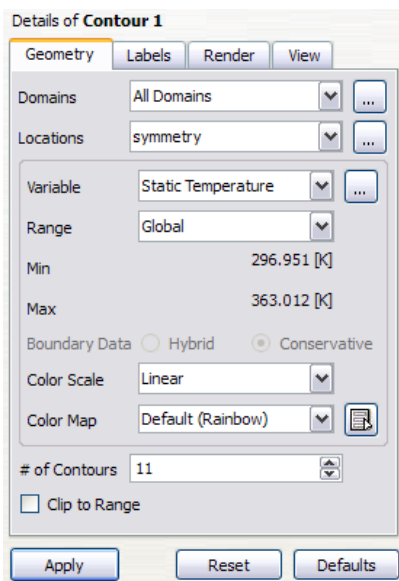 Details of Contour 1
Geometry Labels Render View
Domains All Domains ...
Locations symmetry ...
Variable Static Temperature ...
Range Global
Min 296.951 [K]
Max 363.012 [K]
Boundary Data Hybrid Conservative
Color Scale Linear
Color Map Default (Rainbow)
# of Contours 11
Clip to Range
Apply Reset Defaults